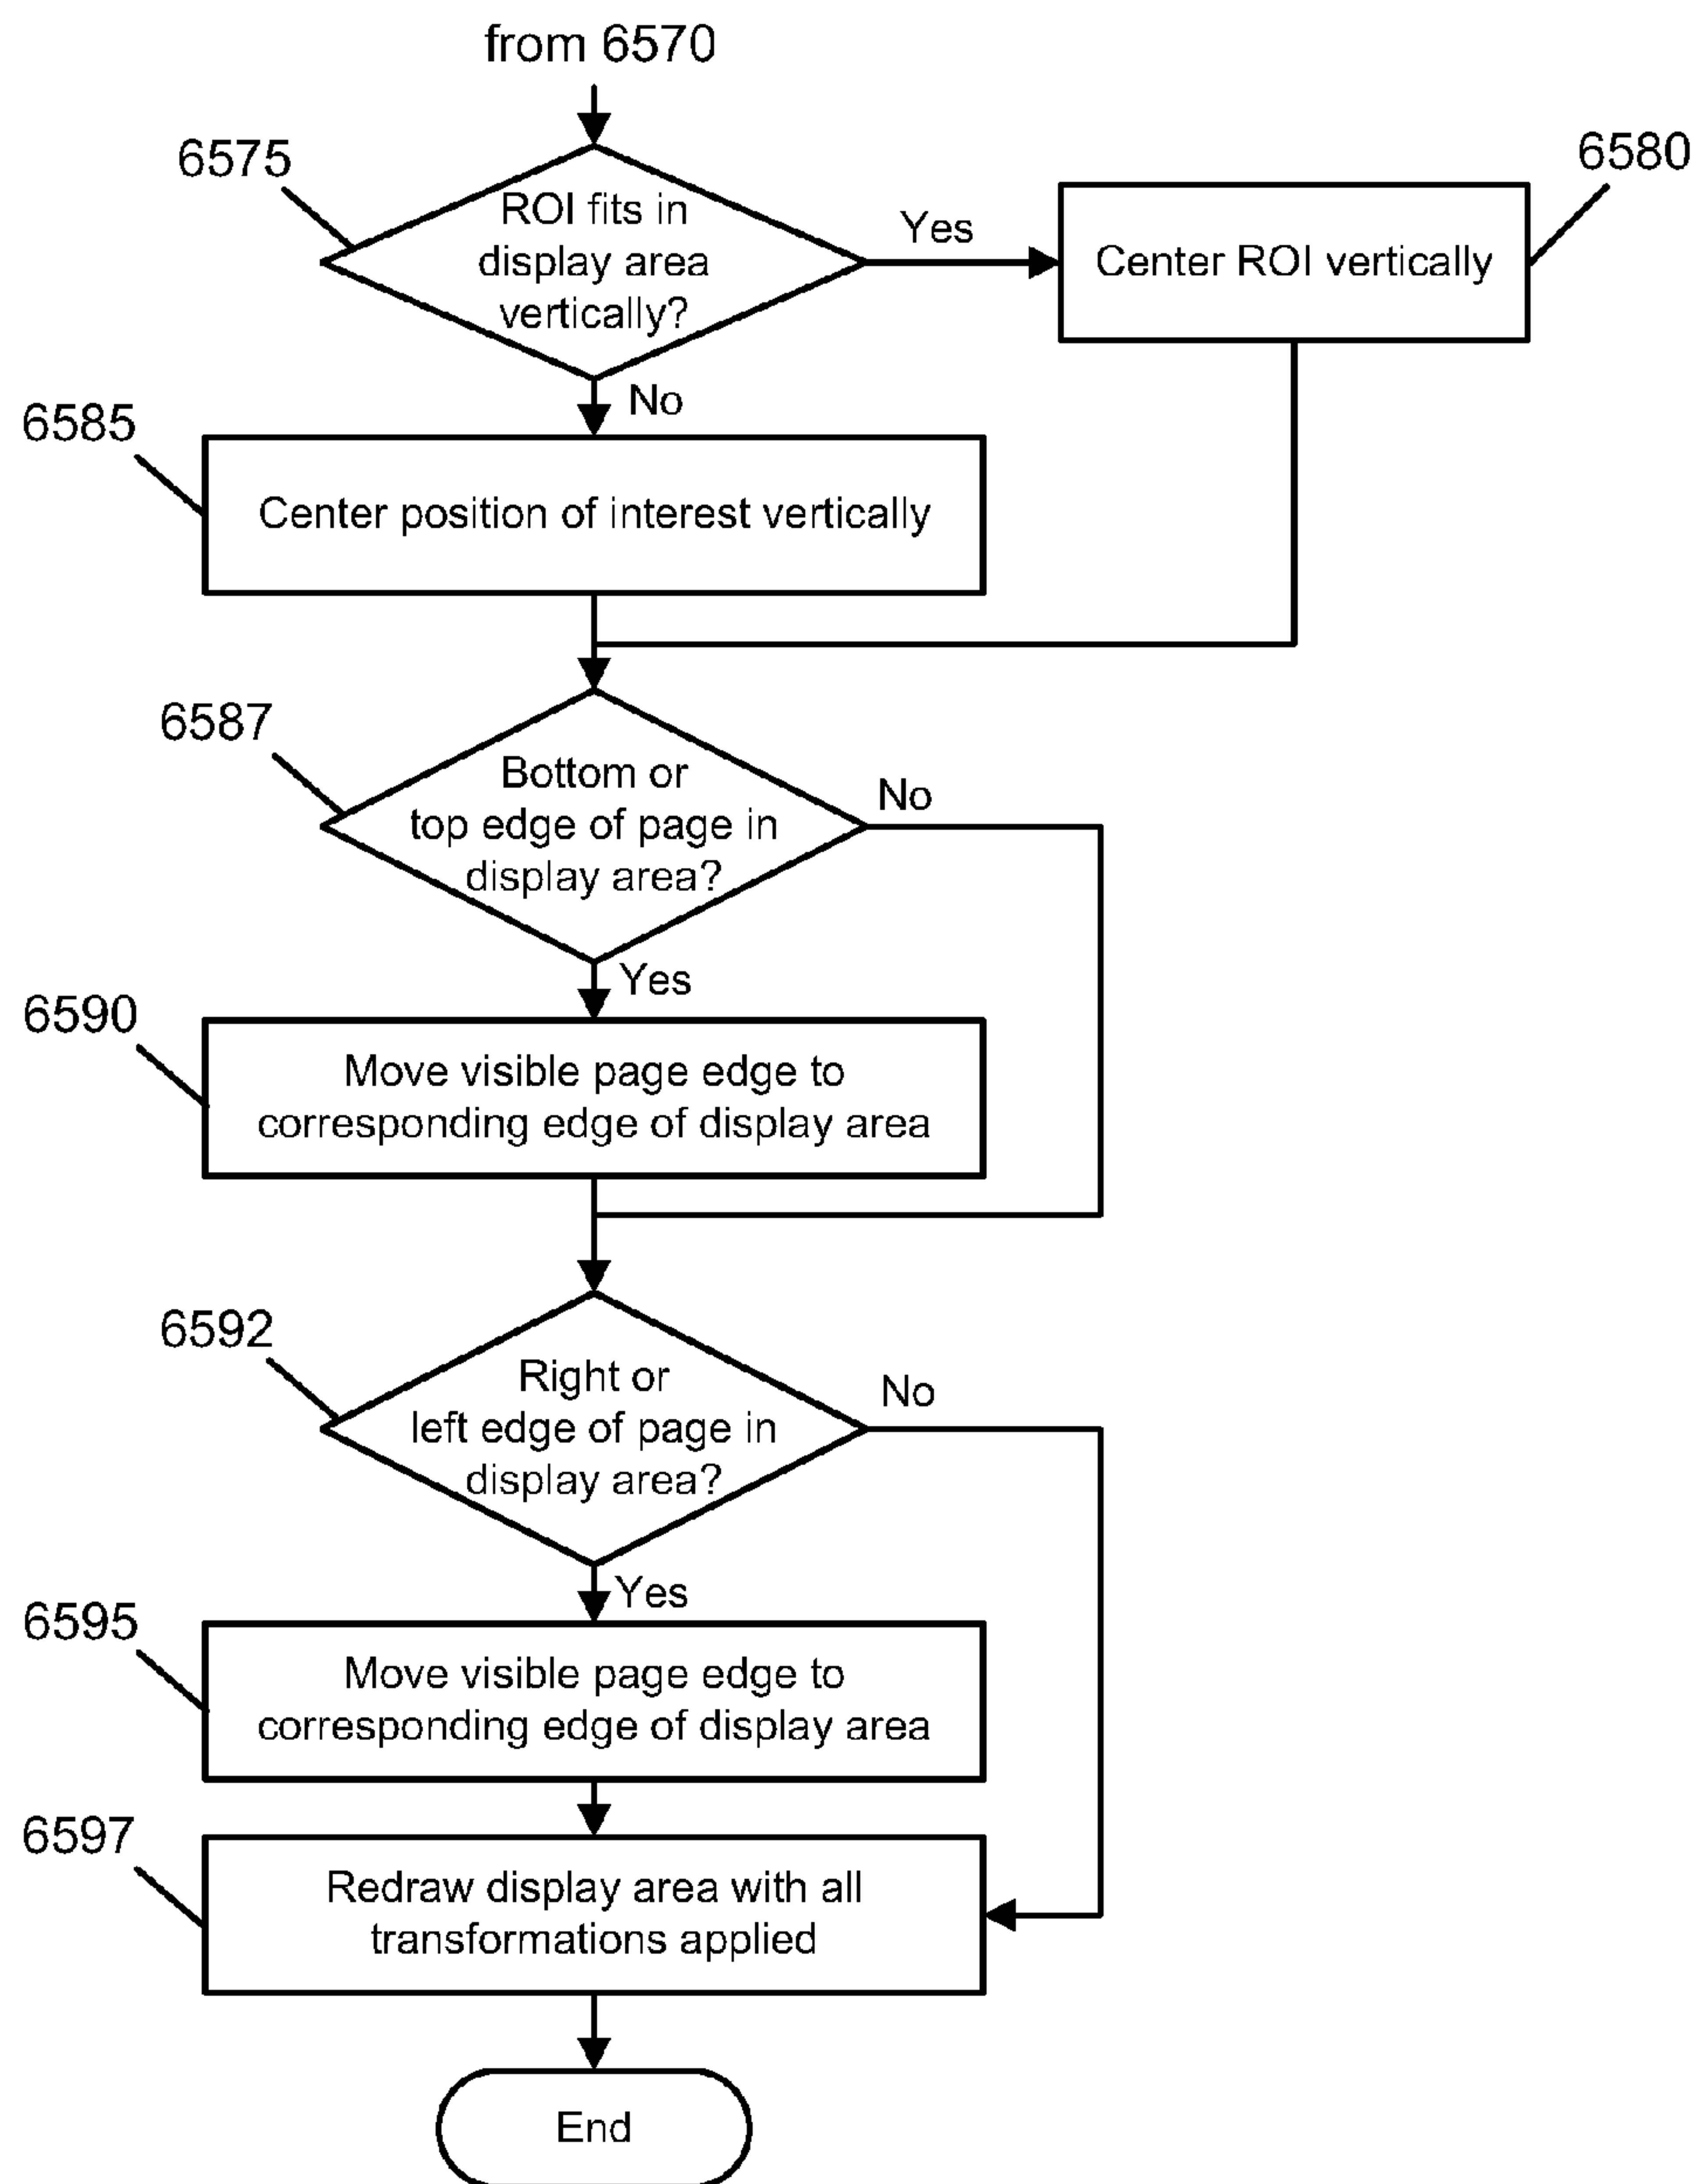 from 6570
6575
ROI fits in
display area
vertically?
Yes
6580
Center ROI vertically
No
6585
Center position of interest vertically
6587
Bottom or
top edge of page in
display area?
No
Yes
6590
Move visible page edge to
corresponding edge of display area
6592
Right or
left edge of page in
display area?
No
Yes
6595
Move visible page edge to
corresponding edge of display area
6597
Redraw display area with all
transformations applied
End